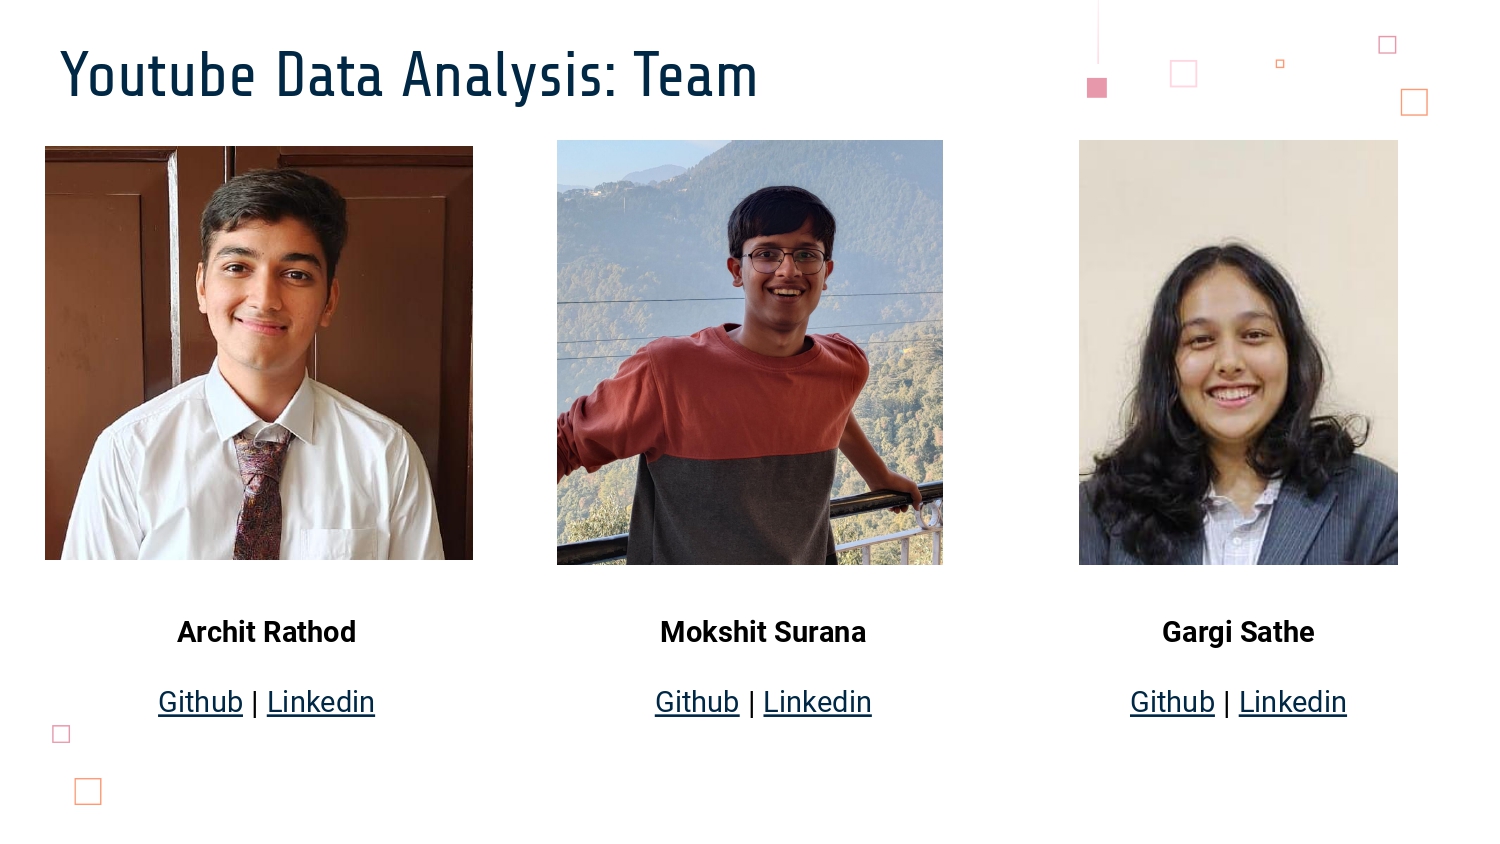 Youtube Data Analysis: Team
Archit Rathod
Mokshit Surana
Gargi Sathe
Github | Linkedin
Github | Linkedin
Github | Linkedin